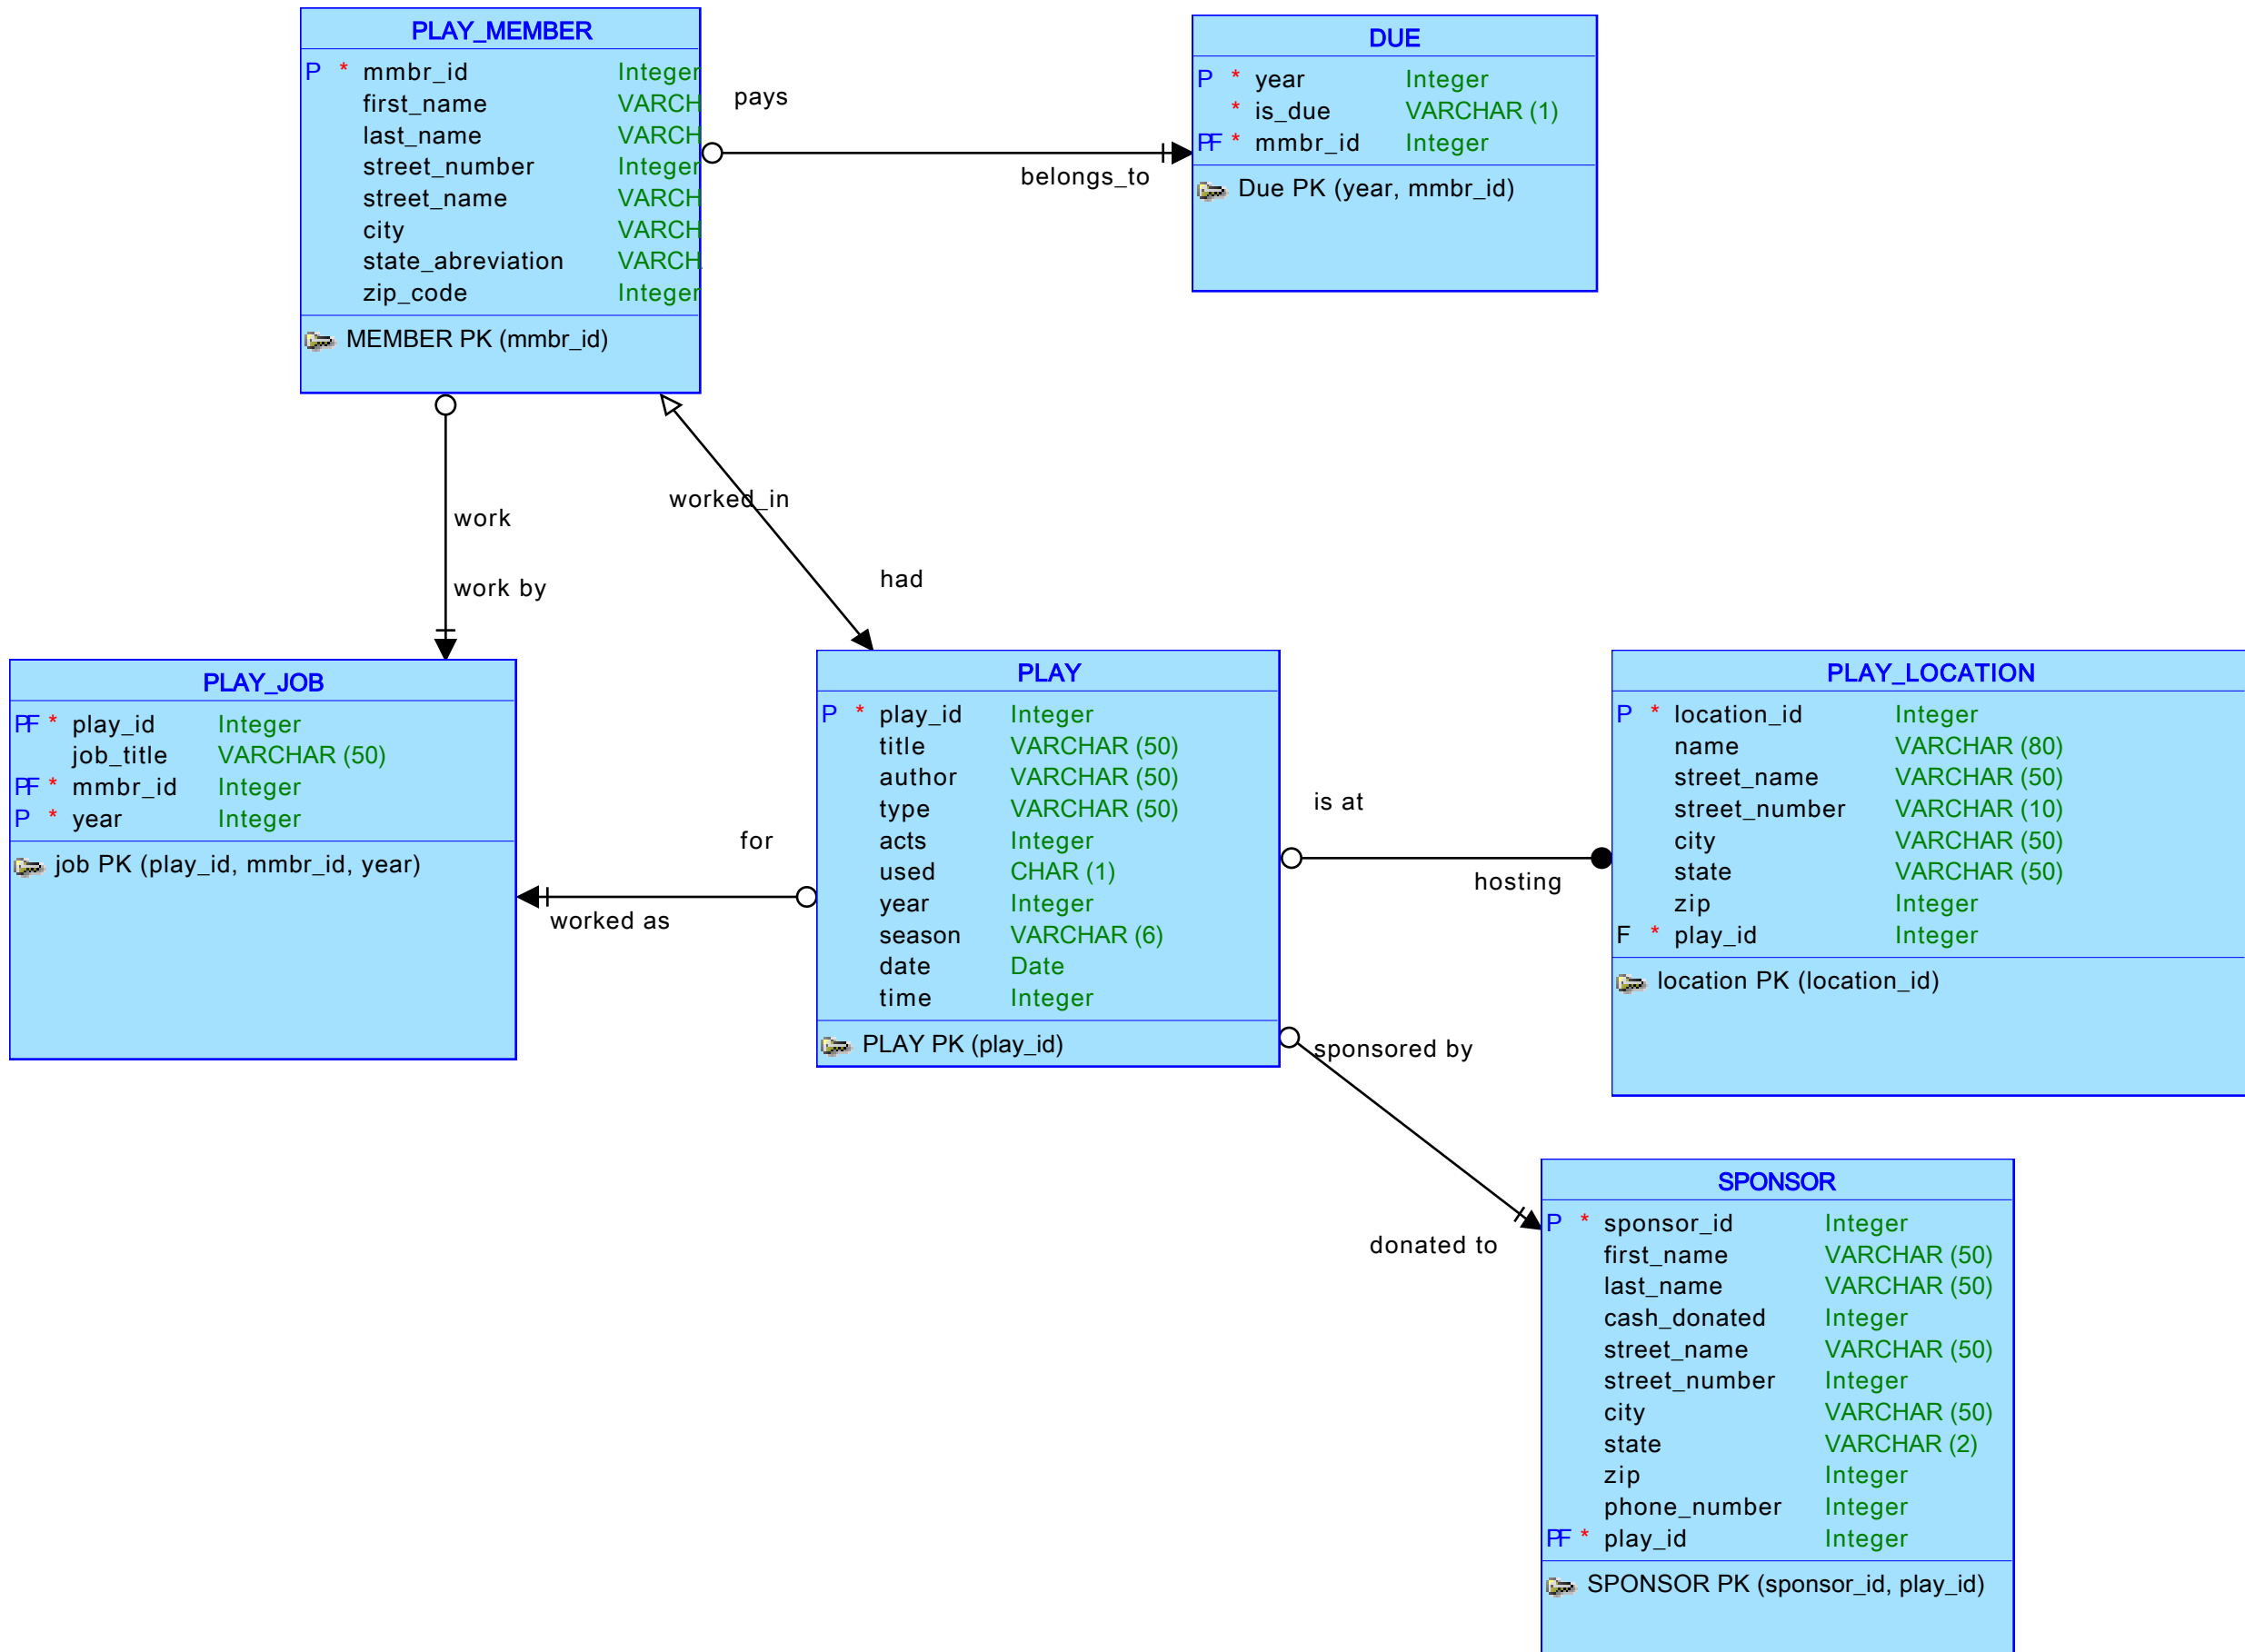 PLAY_MEMBER
P * mmbr_id Integer
first_name VARCH
last_name VARCH
street_number Integer
street_name VARCH
city VARCH
state_abreviation VARCH
zip_code Integer
MEMBER PK (mmbr_id)
pays
belongs_to
DUE
P * year Integer
* is_due VARCHAR (1)
PF * mmbr_id Integer
Due PK (year, mmbr_id)
work
work by
worked_in
had
PLAY_JOB
PF * play_id Integer
job_title VARCHAR (50)
PF * mmbr_id Integer
P * year Integer
job PK (play_id, mmbr_id, year)
for
worked as
PLAY
P * play_id Integer
title VARCHAR (50)
author VARCHAR (50)
type VARCHAR (50)
acts Integer
used CHAR (1)
year Integer
season VARCHAR (6)
date Date
time Integer
PLAY PK (play_id)
is at
hosting
PLAY_LOCATION
P * location_id Integer
name VARCHAR (80)
street_name VARCHAR (50)
street_number VARCHAR (10)
city VARCHAR (50)
state VARCHAR (50)
zip Integer
F * play_id Integer
location PK (location_id)
sponsored by
donated to
SPONSOR
P * sponsor_id Integer
first_name VARCHAR (50)
last_name VARCHAR (50)
cash_donated Integer
street_name VARCHAR (50)
street_number Integer
city VARCHAR (50)
state VARCHAR (2)
zip Integer
phone_number Integer
PF * play_id Integer
SPONSOR PK (sponsor_id, play_id)